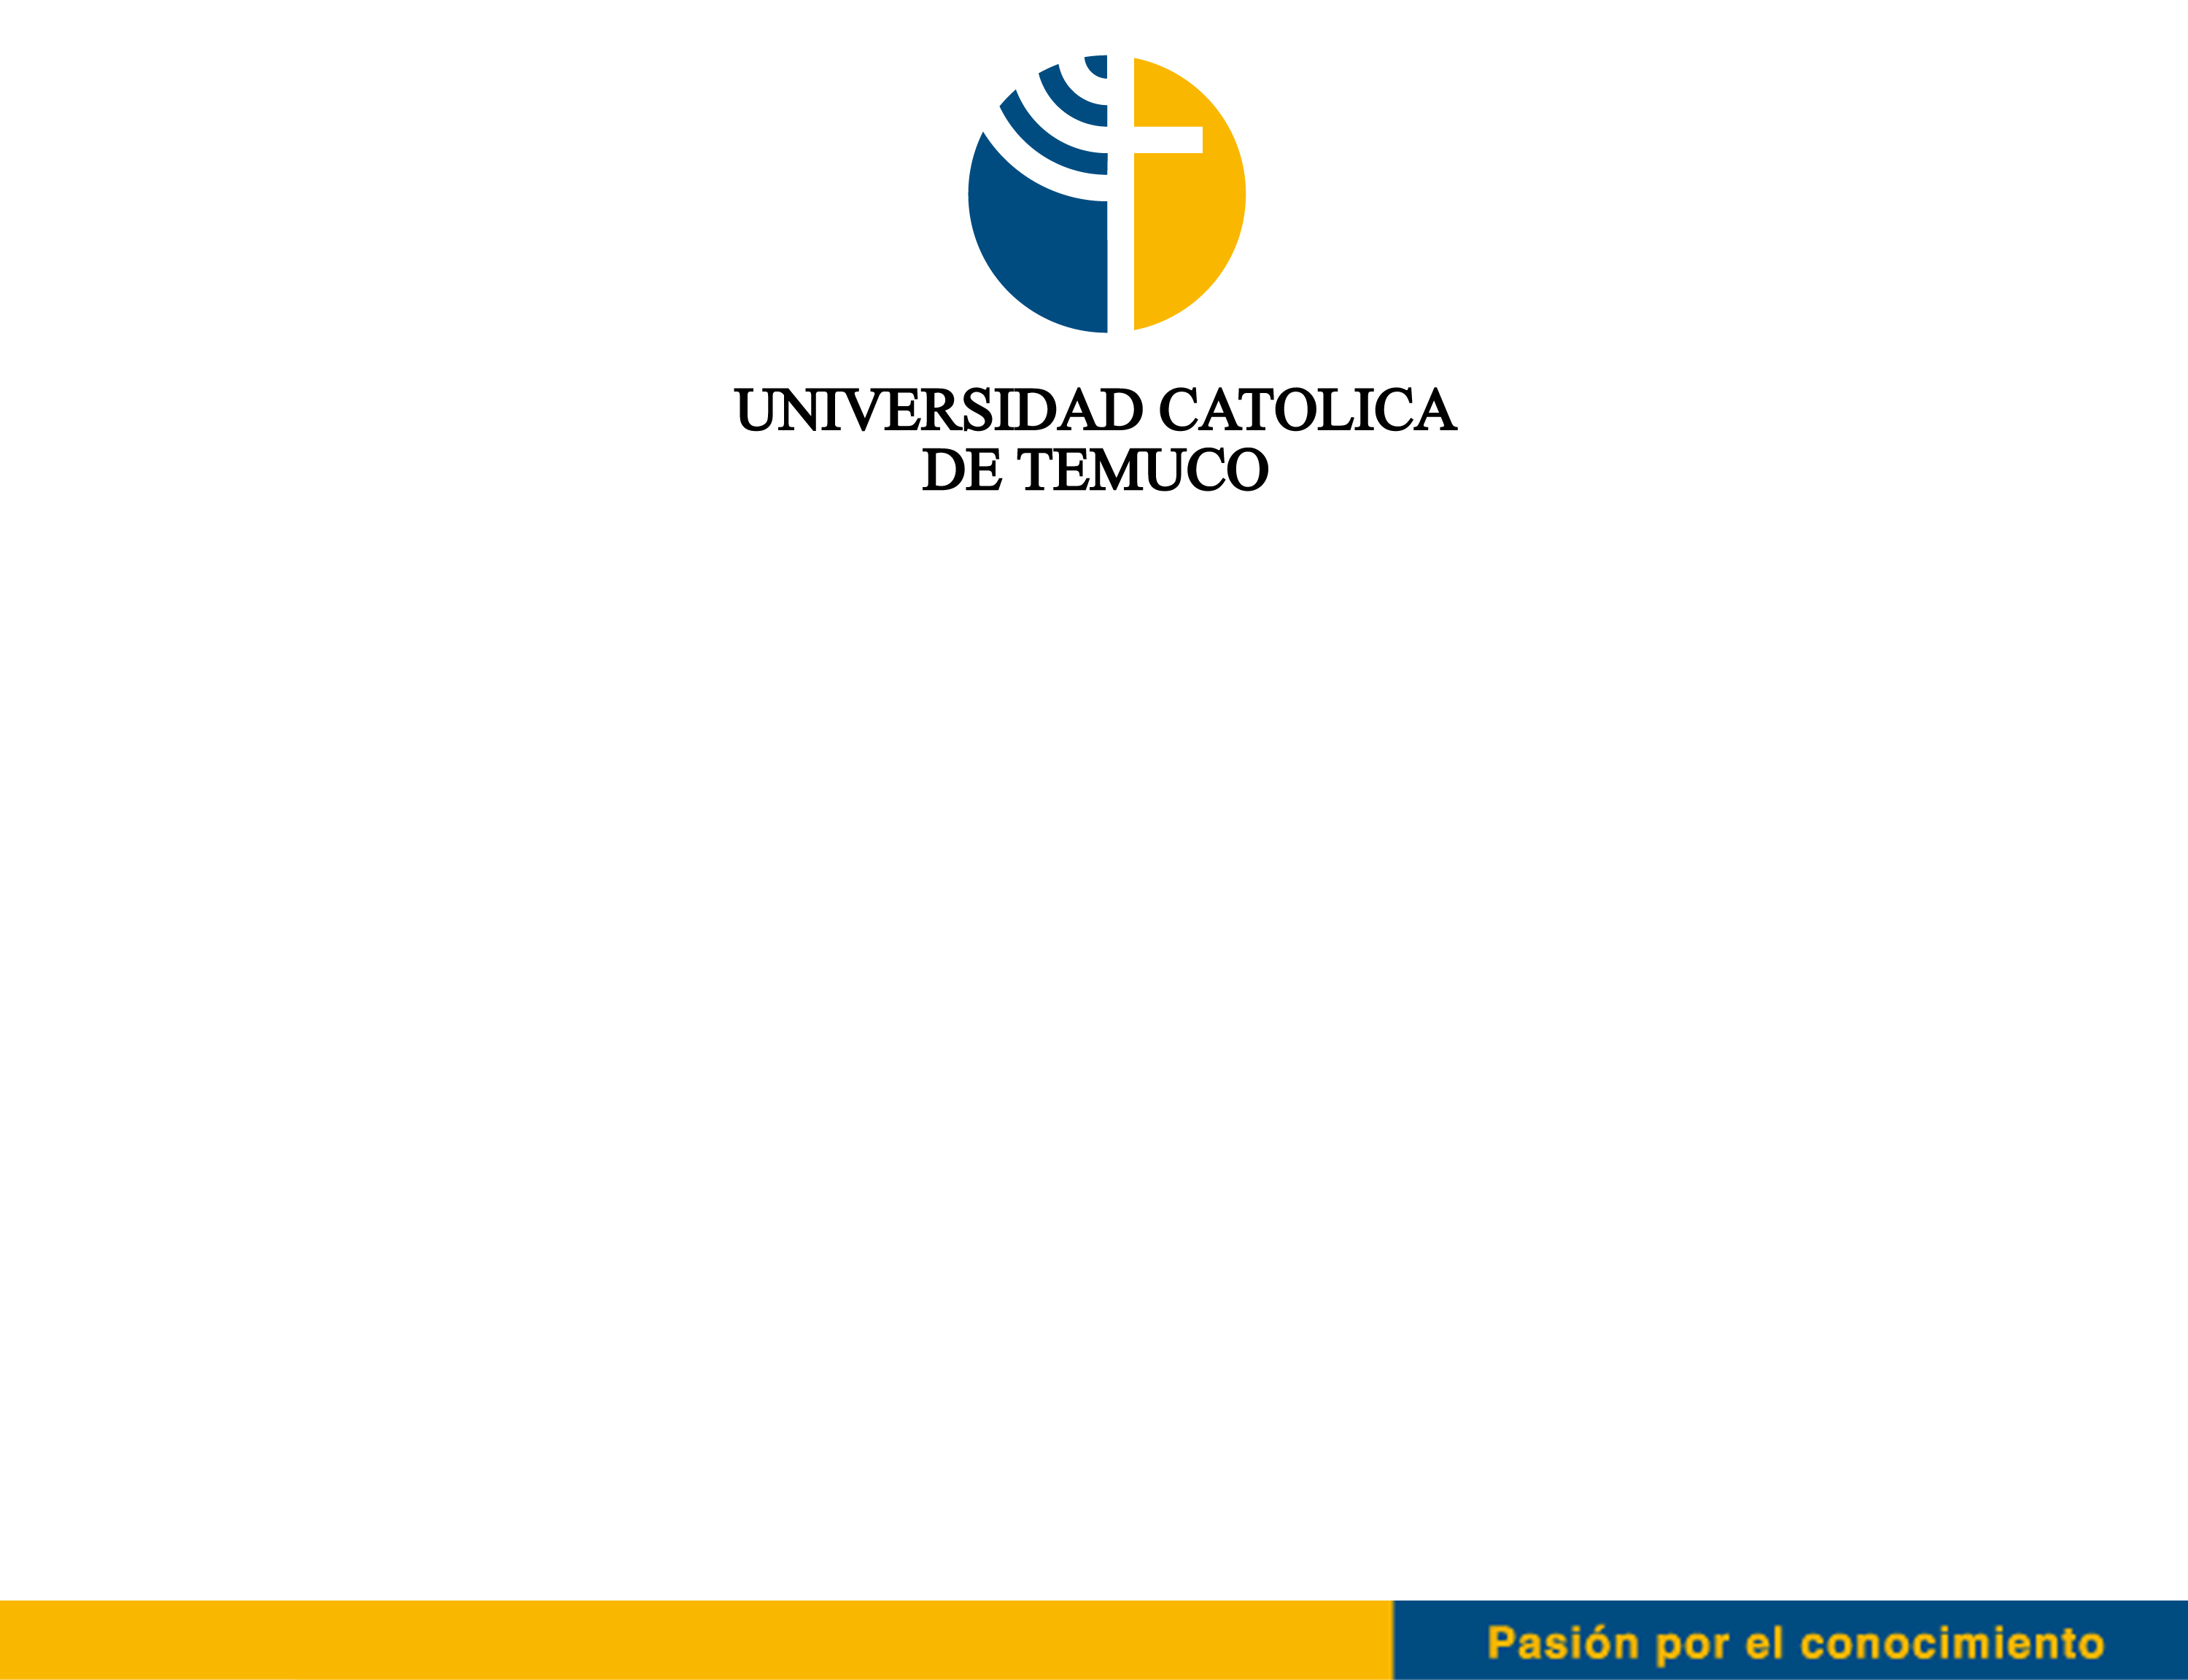 UNIVERSIDAD CATOLICA
DE TEMUCO
Pasión por el conocimiento